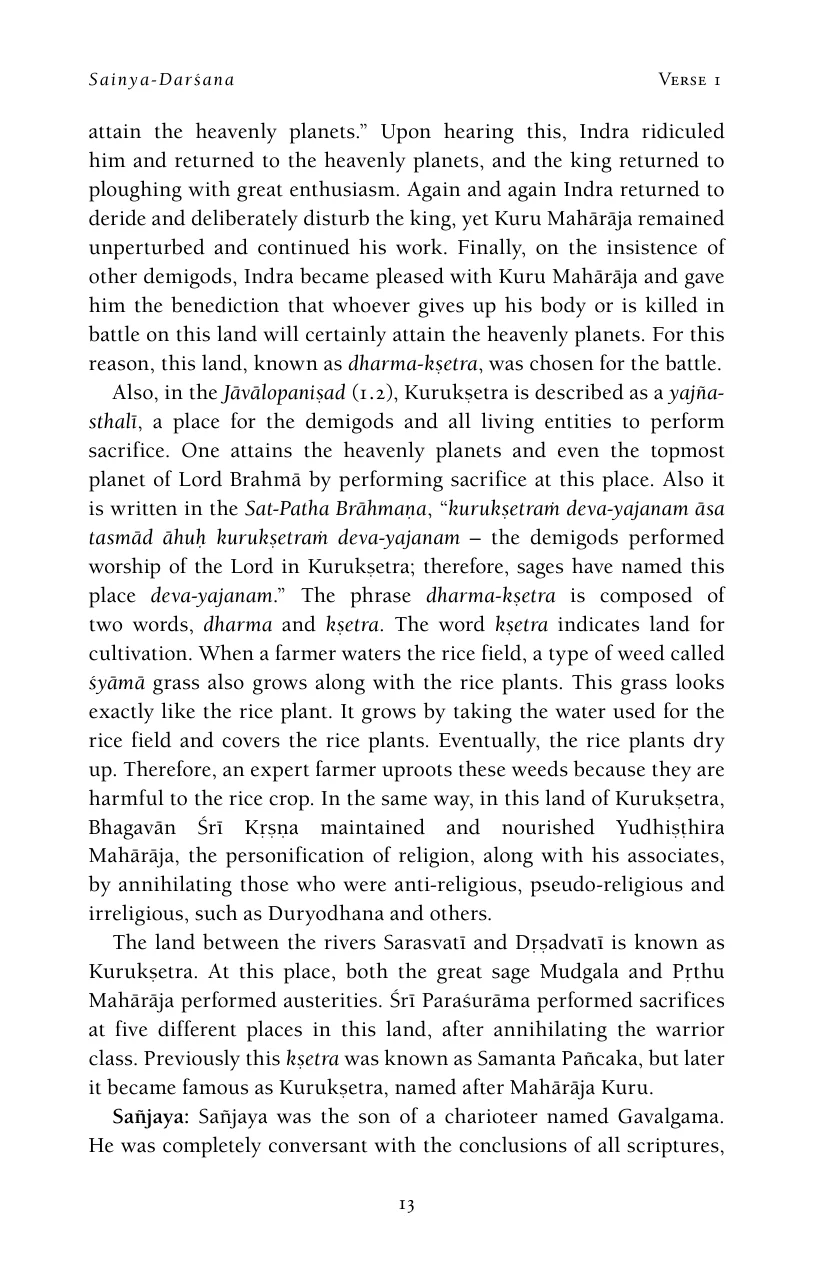 Sainya-Darśana Verse 1
attain the heavenly planets.” Upon hearing this, Indra ridiculed
him and returned to the heavenly planets, and the king returned to
ploughing with great enthusiasm. Again and again Indra returned to
deride and deliberately disturb the king, yet Kuru Mahārāja remained
unperturbed and continued his work. Finally, on the insistence of
other demigods, Indra became pleased with Kuru Mahārāja and gave
him the benediction that whoever gives up his body or is killed in
battle on this land will certainly attain the heavenly planets. For this
reason, this land, known as dharma-kṣetra, was chosen for the battle.
Also, in the Jāvālopaniṣad (1.2), Kurukṣetra is described as a yajña-
sthalī, a place for the demigods and all living entities to perform
sacrifice. One attains the heavenly planets and even the topmost
planet of Lord Brahmā by performing sacrifice at this place. Also it
is written in the Sat-Patha Brāhmaṇa, “kurukṣetraṁ deva-yajanam āsa
tasmād āhuḥ kurukṣetraṁ deva-yajanam – the demigods performed
worship of the Lord in Kurukṣetra; therefore, sages have named this
place deva-yajanam.” The phrase dharma-kṣetra is composed of
two words, dharma and kṣetra. The word kṣetra indicates land for
cultivation. When a farmer waters the rice field, a type of weed called
śyāmā grass also grows along with the rice plants. This grass looks
exactly like the rice plant. It grows by taking the water used for the
rice field and covers the rice plants. Eventually, the rice plants dry
up. Therefore, an expert farmer uproots these weeds because they are
harmful to the rice crop. In the same way, in this land of Kurukṣetra,
Bhagavān Śrī Kṛṣṇa maintained and nourished Yudhiṣṭhira
Mahārāja, the personification of religion, along with his associates,
by annihilating those who were anti-religious, pseudo-religious and
irreligious, such as Duryodhana and others.
The land between the rivers Sarasvatī and Dṛṣadvatī is known as
Kurukṣetra. At this place, both the great sage Mudgala and Pṛthu
Mahārāja performed austerities. Śrī Paraśurāma performed sacrifices
at five different places in this land, after annihilating the warrior
class. Previously this kṣetra was known as Samanta Pañcaka, but later
it became famous as Kurukṣetra, named after Mahārāja Kuru.
Sañjaya: Sañjaya was the son of a charioteer named Gavalgama.
He was completely conversant with the conclusions of all scriptures,
13